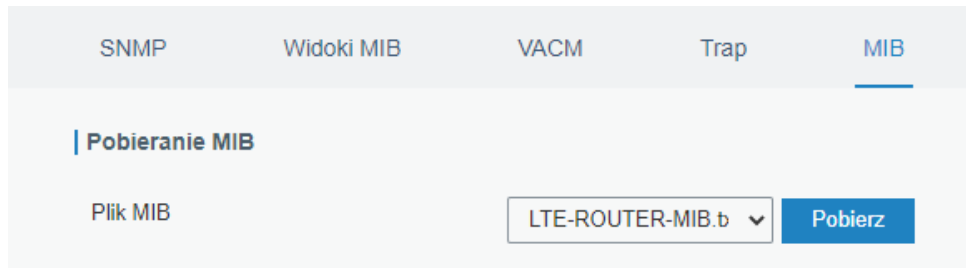 SNMP Widoki MIB VACM Trap MIB
Pobieranie MIB
Plik MIB LTE-ROUTER-MIB.t Pobierz